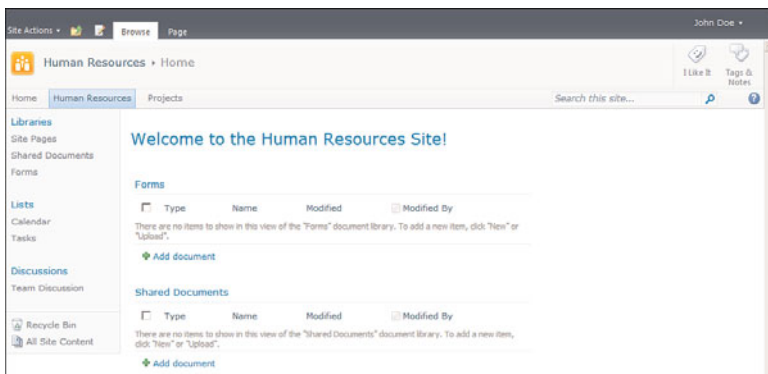 Site Actions
Browse
Page
John Doe
Human Resources ▸ Home
I Like It
Tags & Notes
Home
Human Resources
Projects
Search this site...
Libraries
Site Pages
Shared Documents
Forms
Lists
Calendar
Tasks
Discussions
Team Discussion
Recycle Bin
All Site Content
Welcome to the Human Resources Site!
Forms
Type Name Modified Modified By
There are no items to show in this view of the "Forms" document library. To add a new item, click "New" or
"Upload".
Add document
Shared Documents
Type Name Modified Modified By
There are no items to show in this view of the "Shared Documents" document library. To add a new item,
click "New" or "Upload".
Add document